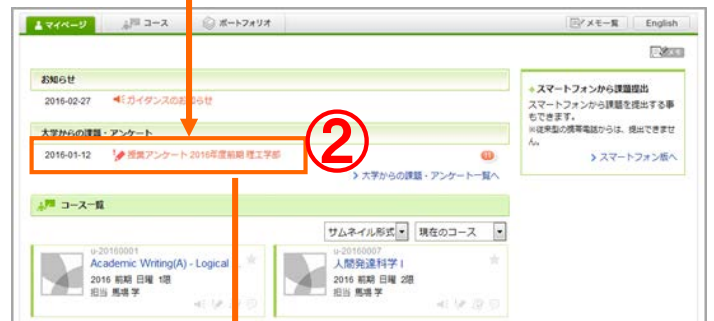 マイページ コース ポートフォリオ メモ一覧 English
メモ
お知らせ
2016-02-27 ガイダンスのお知らせ
大学からの課題・アンケート
2016-01-12 授業アンケート 2016年度前期 理工学部
②
大学からの課題・アンケート一覧へ
スマートフォンから課題提出
スマートフォンから課題を提出する事
もできます。
※従来型の携帯電話からは、提出できませ
ん。
スマートフォン版へ
コース一覧
サムネイル形式 現在のコース
u-20160001
Academic Writing(A) - Logical
2016 前期 日曜 1限
担当 馬場 学
u-20160007
人間発達科学 I
2016 前期 日曜 2限
担当 馬場 学